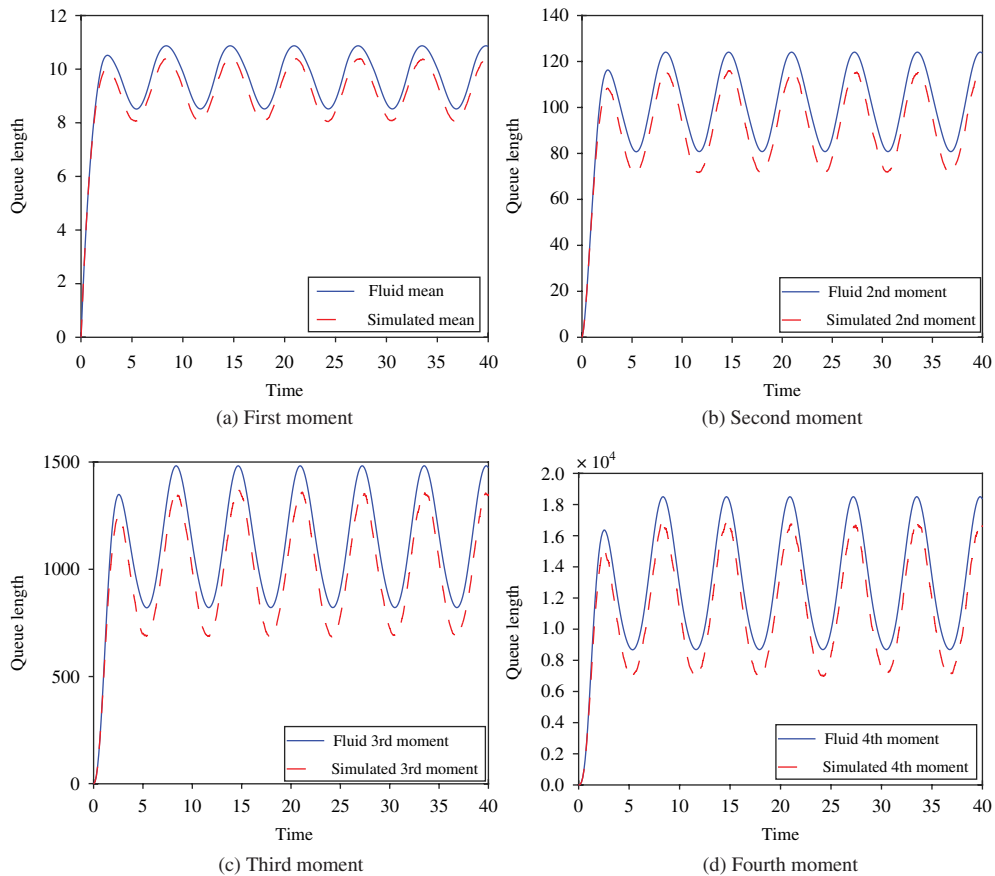 12
10
8
6
4
2
0
Queue length
0 5 10 15 20 25 30 35 40
Time
Fluid mean
Simulated mean
(a) First moment
140
120
100
80
60
40
20
0
Queue length
0 5 10 15 20 25 30 35 40
Time
Fluid 2nd moment
Simulated 2nd moment
(b) Second moment
1500
1000
500
0
Queue length
0 5 10 15 20 25 30 35 40
Time
Fluid 3rd moment
Simulated 3rd moment
(c) Third moment
× 10⁴
2.0
1.8
1.6
1.4
1.2
1.0
0.8
0.6
0.4
0.2
0.0
Queue length
0 5 10 15 20 25 30 35 40
Time
Fluid 4th moment
Simulated 4th moment
(d) Fourth moment